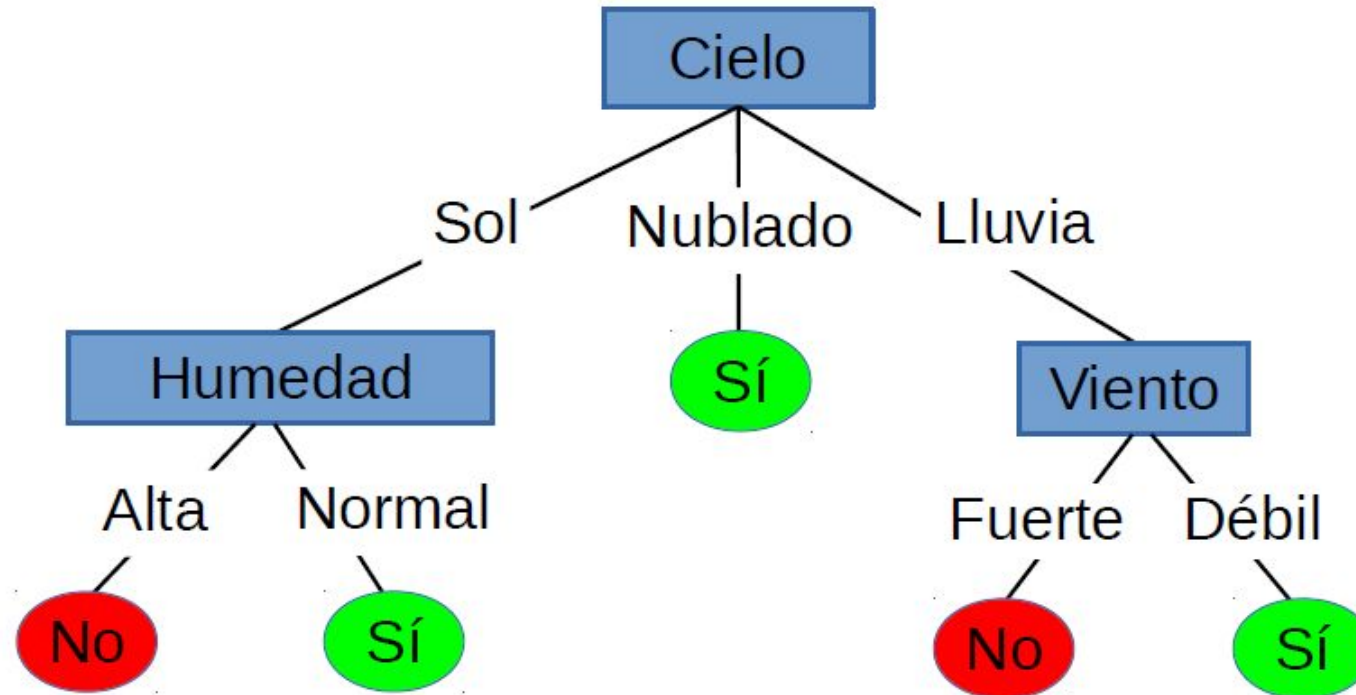 Cielo
Sol
Nublado
Lluvia
Humedad
Sí
Viento
Alta
Normal
Fuerte
Débil
No
Sí
No
Sí